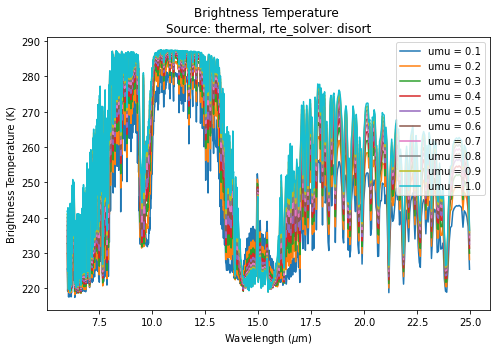 Brightness Temperature
Source: thermal, rte_solver: disort
Brightness Temperature (K)
290
280
270
260
250
240
230
220
umu = 0.1
umu = 0.2
umu = 0.3
umu = 0.4
umu = 0.5
umu = 0.6
umu = 0.7
umu = 0.8
umu = 0.9
umu = 1.0
7.5 10.0 12.5 15.0 17.5 20.0 22.5 25.0
Wavelength (μm)